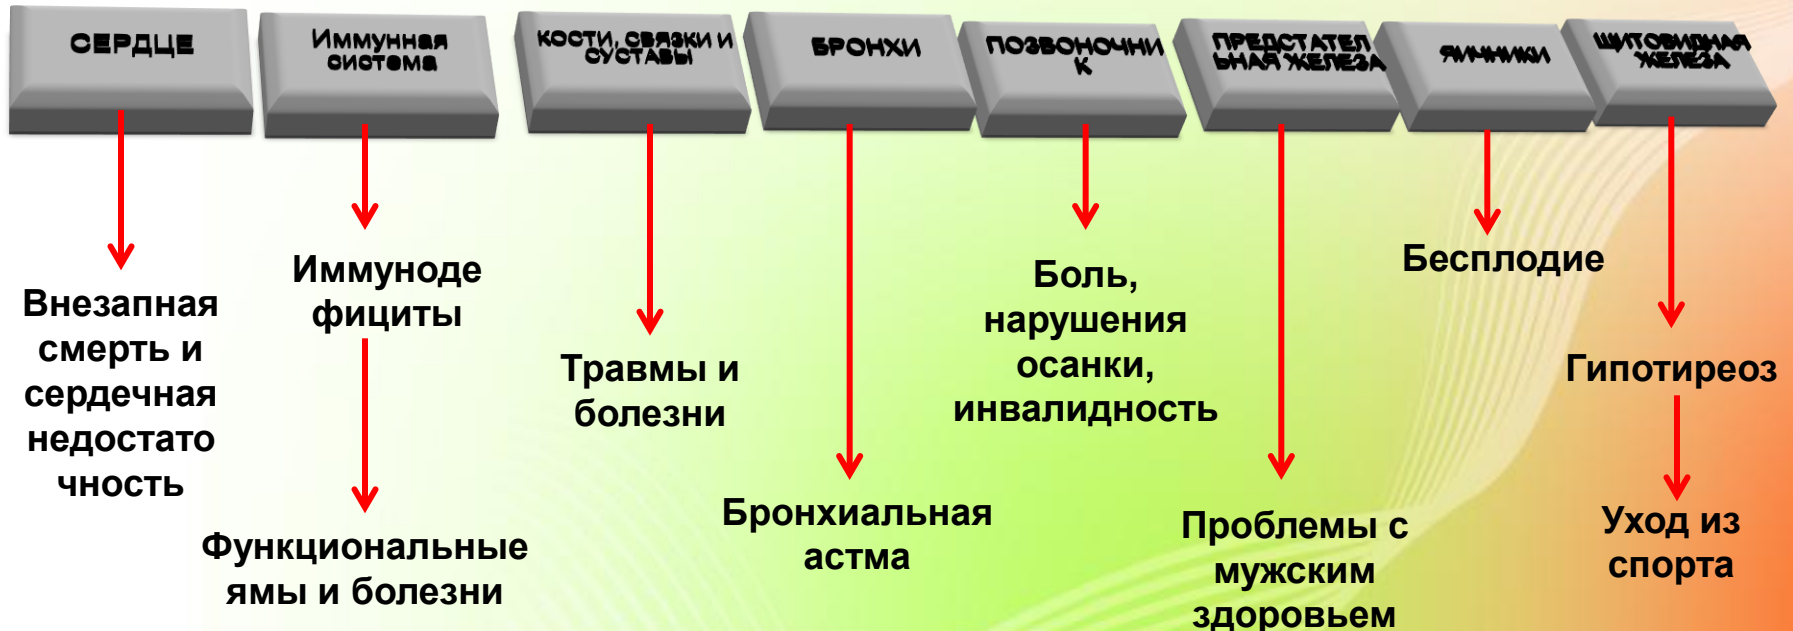 СЕРДЦЕ
Иммунная
система
КОСТИ, СВЯЗКИ И
СУСТАВЫ
БРОНХИ
ПОЗВОНОЧНИ
К
ПРЕДСТАТЕЛ
ЬНАЯ ЖЕЛЕЗА
ЯИЧНИКИ
ЩИТОВИДНАЯ
ЖЕЛЕЗА
Внезапная
смерть и
сердечная
недостато
чность
Иммуноде
фициты
Функциональные
ямы и болезни
Травмы и
болезни
Бронхиальная
астма
Боль,
нарушения
осанки,
инвалидность
Проблемы с
мужским
здоровьем
Бесплодие
Гипотиреоз
Уход из
спорта